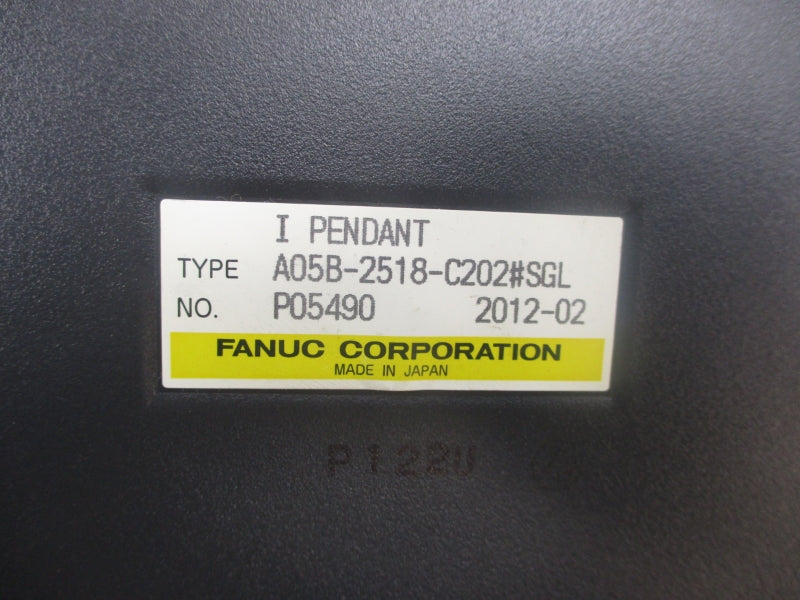 I PENDANT
TYPE A05B-2518-C202#SGL
NO. P05490 2012-02
FANUC CORPORATION
MADE IN JAPAN